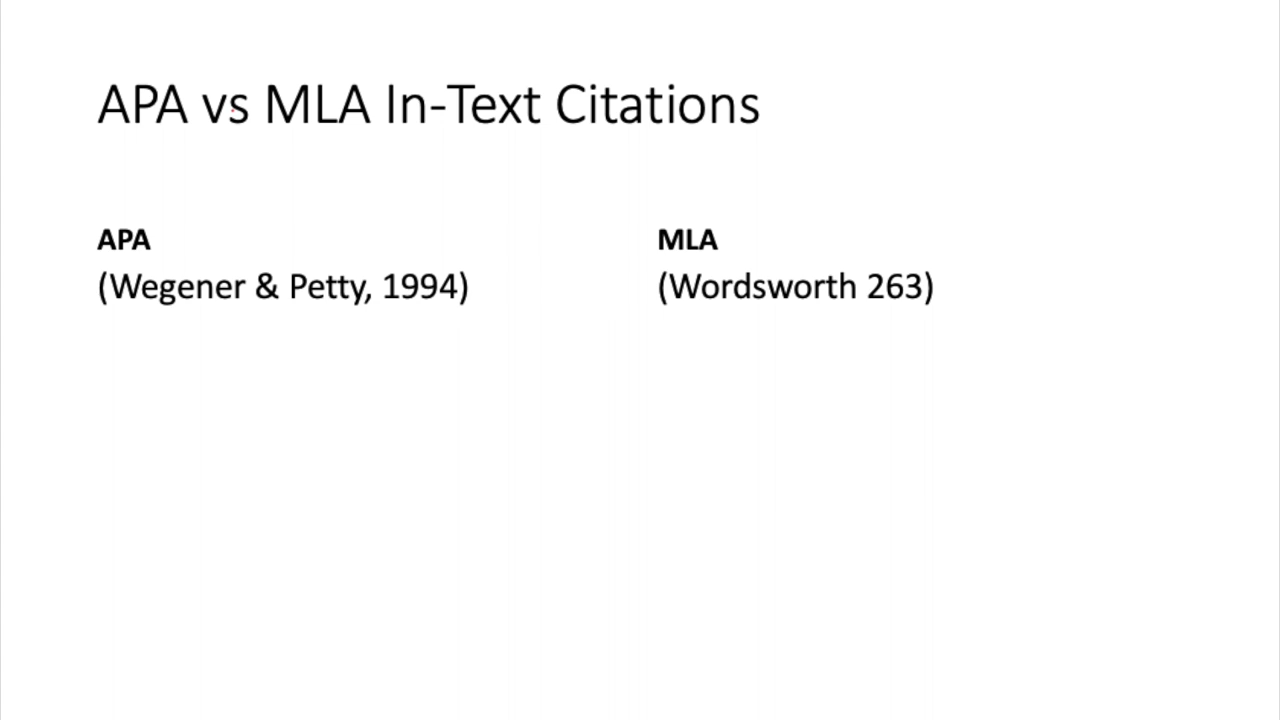 APA vs MLA In-Text Citations
APA
(Wegener & Petty, 1994)
MLA
(Wordsworth 263)